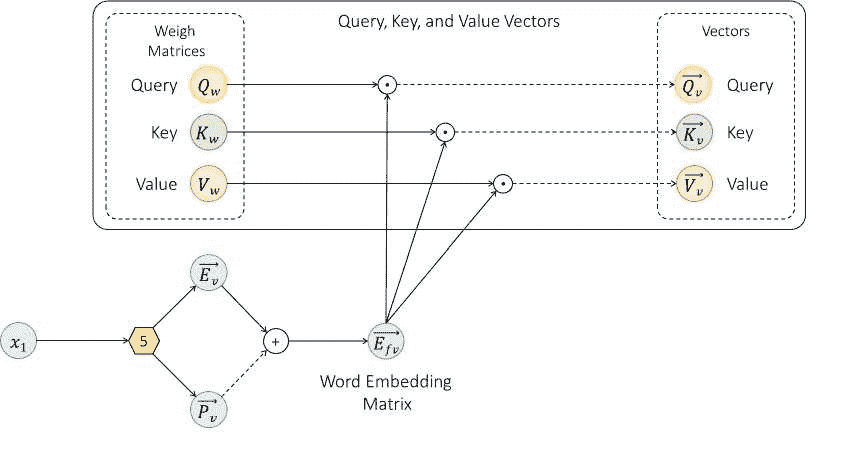 Query, Key, and Value Vectors
Weigh
Matrices
Vectors
Query Q_w
Key K_w
Value V_w
Q_v Query
K_v Key
V_v Value
E_v
x_1
5
+
E_fv
P_v
Word Embedding
Matrix